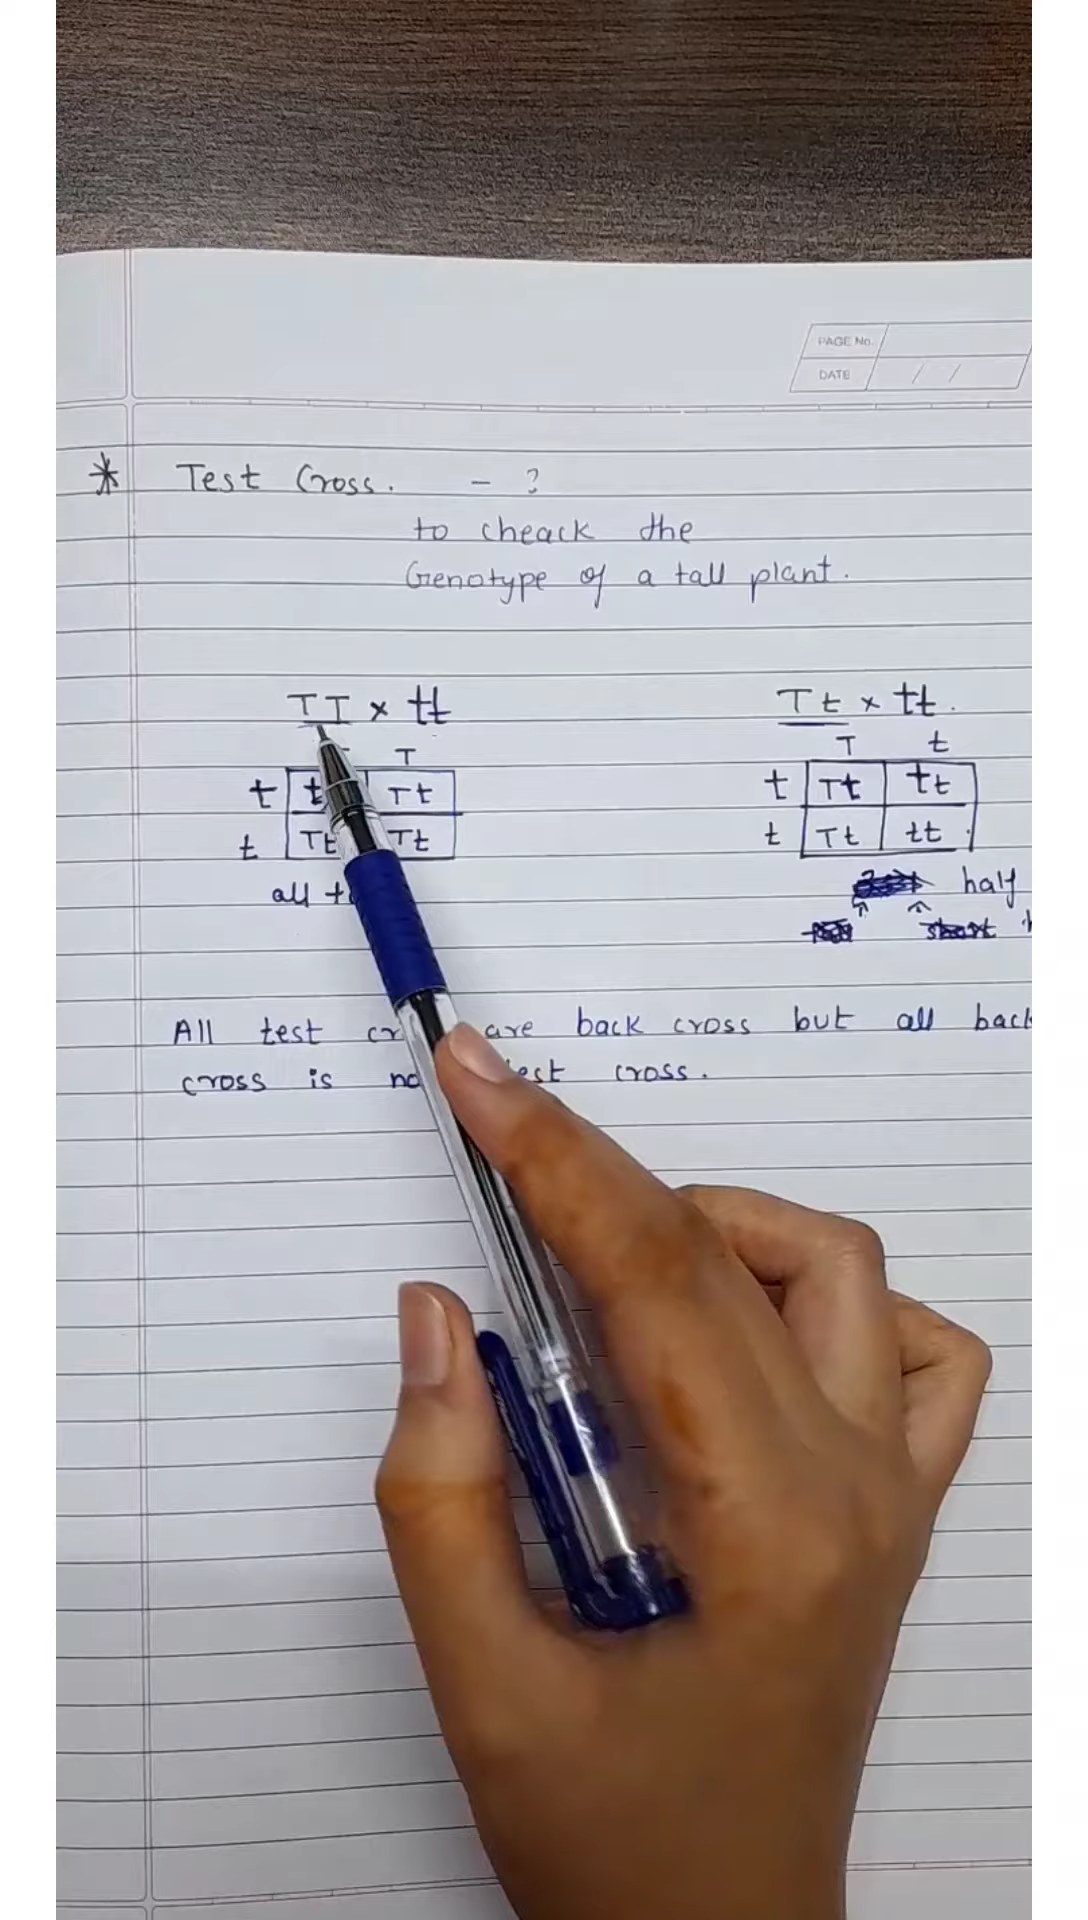 PAGE No.
DATE / /
* Test Cross. - ?
to cheack the
Genotype of a tall plant.
TT × tt
Tt × tt.
T
T t
t Tt
t Tt tt
t Tt Tt
t Tt tt
all
half
All test are back cross but all back
cross is cross.